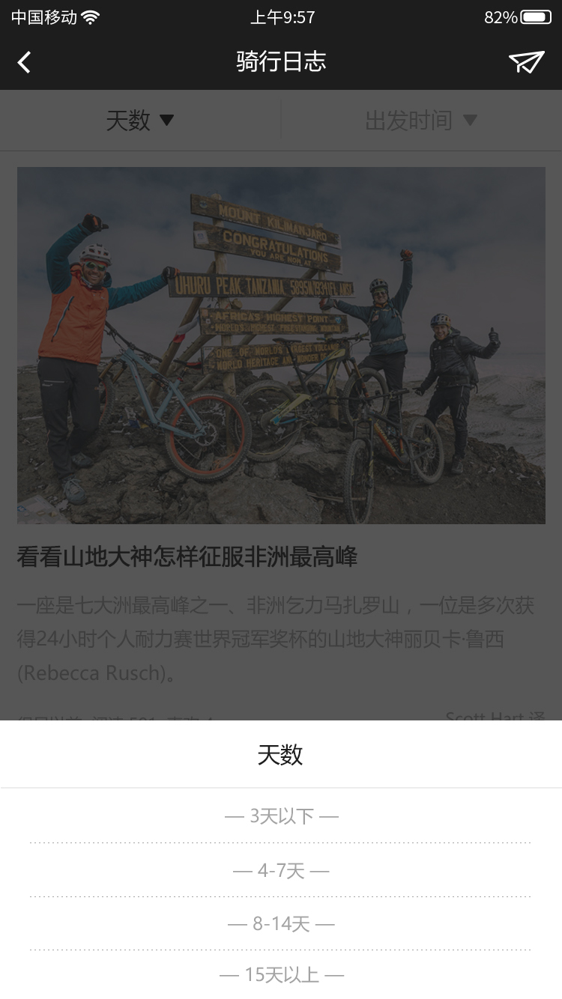 中国移动
上午9:57
82%
骑行日志
天数
出发时间
MOUNT KILIMANJARO
CONGRATULATIONS
YOU ARE NOW AT
UHURU PEAK TANZANIA 5895M/19341FT. AMSL
AFRICA'S HIGHEST POINT
WORLD'S HIGHEST FREESTANDING MOUNTAIN
ONE OF WORLD'S LARGEST VOLCANOES
WORLD HERITAGE AND WONDER OF
看看山地大神怎样征服非洲最高峰
一座是七大洲最高峰之一、非洲乞力马扎罗山，一位是多次获
得24小时个人耐力赛世界冠军奖杯的山地大神丽贝卡·鲁西
(Rebecca Rusch)。
Scott Hart 译
天数
— 3天以下 —
— 4-7天 —
— 8-14天 —
— 15天以上 —